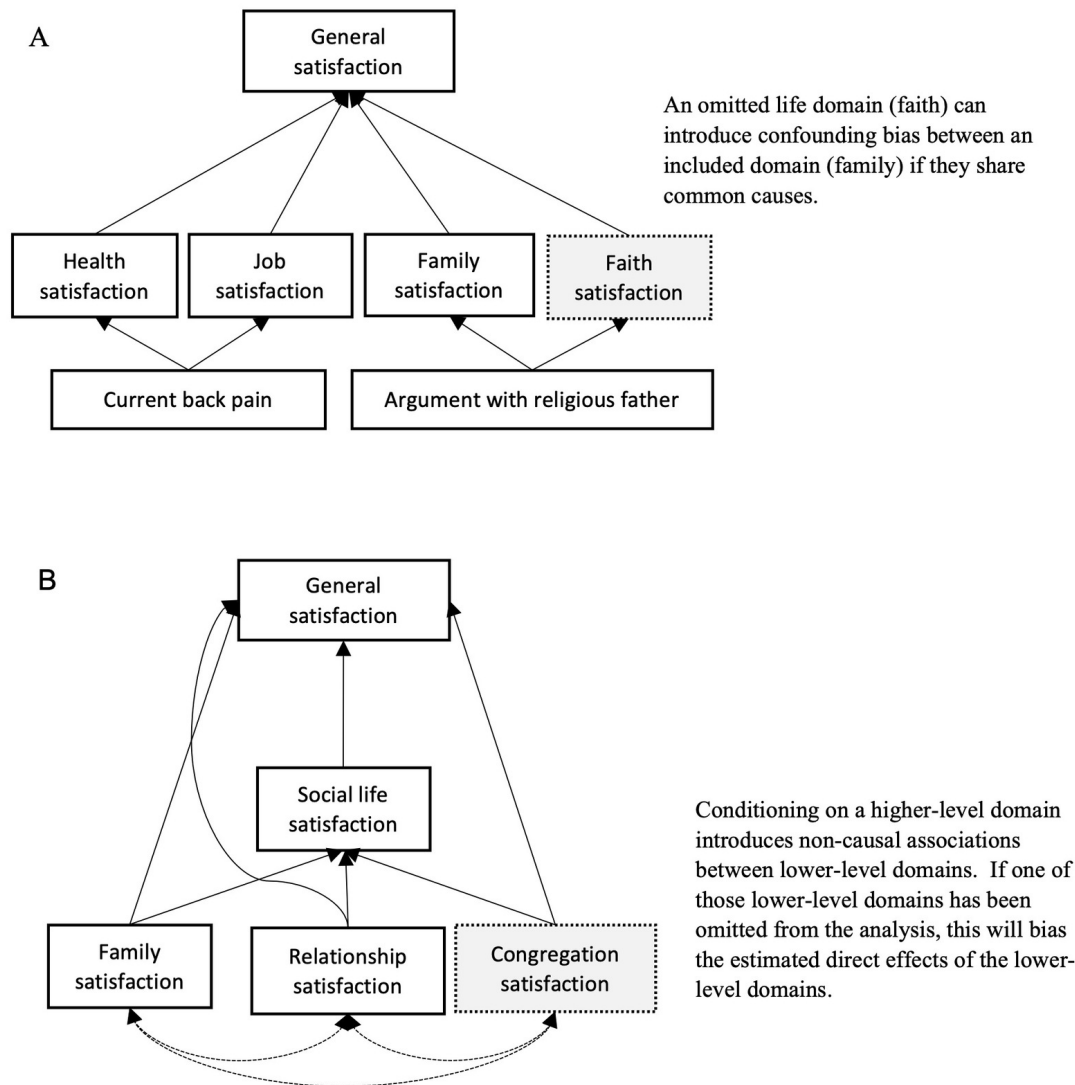 A
General
satisfaction
An omitted life domain (faith) can
introduce confounding bias between an
included domain (family) if they share
common causes.
Health
satisfaction
Job
satisfaction
Family
satisfaction
Faith
satisfaction
Current back pain
Argument with religious father
B
General
satisfaction
Social life
satisfaction
Conditioning on a higher-level domain
introduces non-causal associations
between lower-level domains.  If one of
those lower-level domains has been
omitted from the analysis, this will bias
the estimated direct effects of the lower-
level domains.
Family
satisfaction
Relationship
satisfaction
Congregation
satisfaction